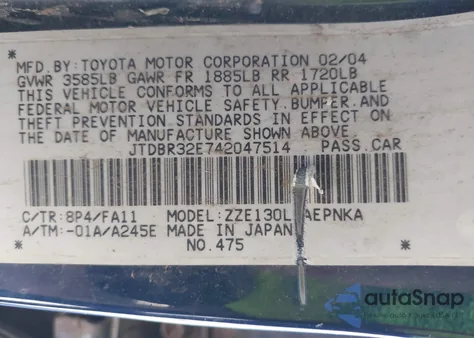 MFD. BY: TOYOTA MOTOR CORPORATION 02/04
GVWR 3585LB GAWR FR 1885LB RR 1720LB
THIS VEHICLE CONFORMS TO ALL APPLICABLE
FEDERAL MOTOR VEHICLE SAFETY, BUMPER, AND
THEFT PREVENTION STANDARDS IN EFFECT ON
THE DATE OF MANUFACTURE SHOWN ABOVE.
JTDBR32E742047514 PASS. CAR
C/TR: 8P4/FA11 MODEL: ZZE130L AEPNKA
A/TM: -01A/A245E MADE IN JAPAN
NO. 475
autoSnap